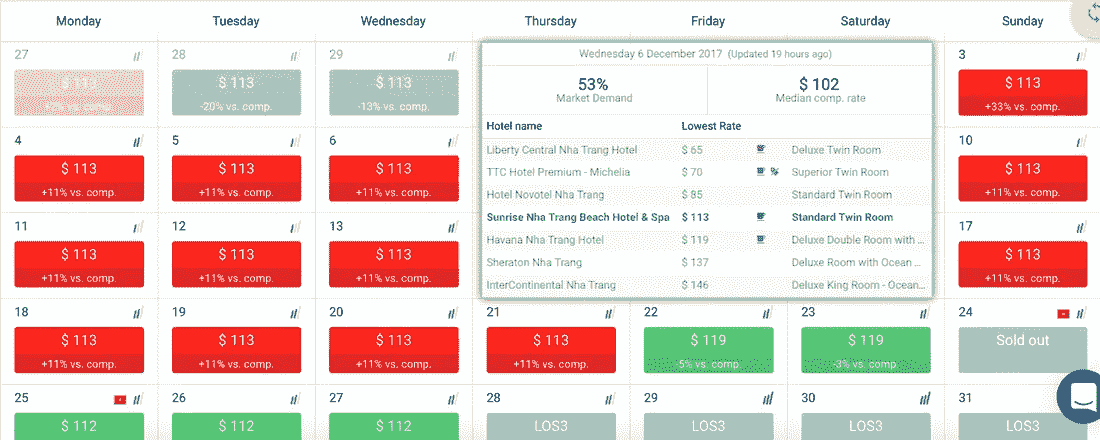 Monday Tuesday Wednesday Thursday Friday Saturday Sunday
27 28 29 3
$ 113 $ 113 $ 113 $ 113
-20% vs. comp. -13% vs. comp. +33% vs. comp.
Wednesday 6 December 2017 (Updated 19 hours ago)
53% $ 102
Market Demand Median comp. rate
Hotel name Lowest Rate
Liberty Central Nha Trang Hotel $ 65 Deluxe Twin Room
TTC Hotel Premium - Michelia $ 70 Superior Twin Room
Hotel Novotel Nha Trang $ 85 Standard Twin Room
Sunrise Nha Trang Beach Hotel & Spa $ 113 Standard Twin Room
Havana Nha Trang Hotel $ 119 Deluxe Double Room with ...
Sheraton Nha Trang $ 137 Deluxe Room with Ocean ...
InterContinental Nha Trang $ 146 Deluxe King Room - Ocean...
4 5 6 10
$ 113 $ 113 $ 113 $ 113
+11% vs. comp. +11% vs. comp. +11% vs. comp. +11% vs. comp.
11 12 13 17
$ 113 $ 113 $ 113 $ 113
+11% vs. comp. +11% vs. comp. +11% vs. comp. +11% vs. comp.
18 19 20 21 22 23 24
$ 113 $ 113 $ 113 $ 113 $ 119 $ 119 Sold out
+11% vs. comp. +11% vs. comp. +11% vs. comp. +11% vs. comp. -5% vs. comp. -3% vs. comp.
25 26 27 28 29 30 31
$ 112 $ 112 $ 112 LOS3 LOS3 LOS3 LOS3